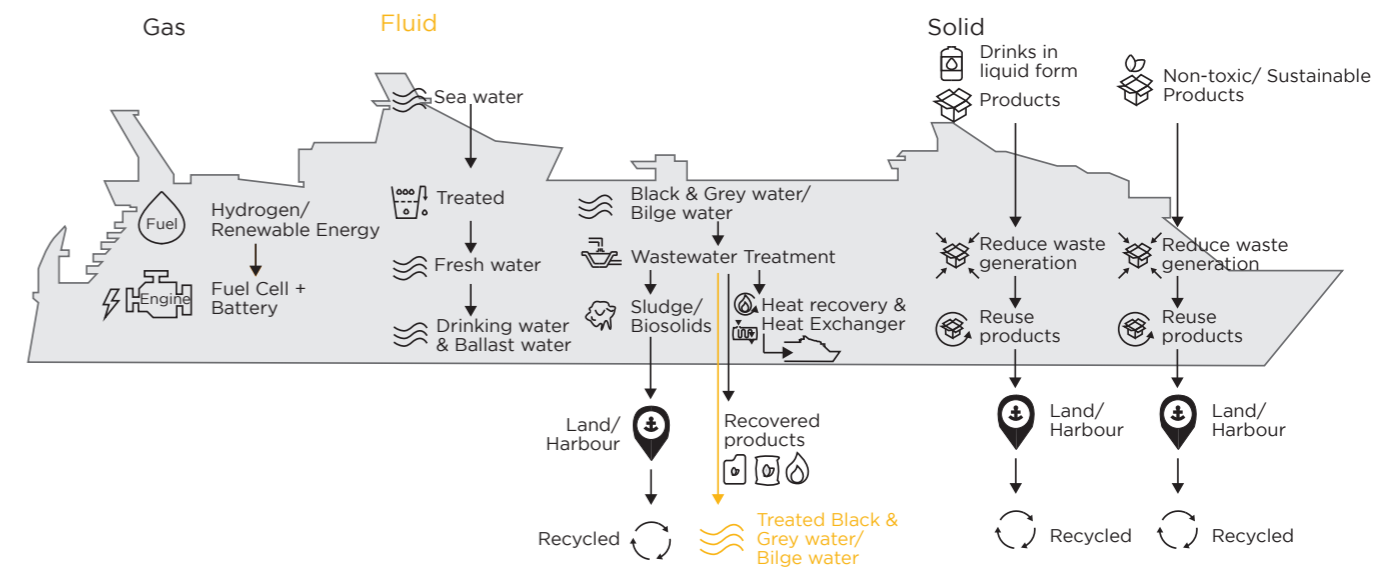 Gas
Fluid
Solid
Fuel
Hydrogen/
Renewable Energy
Engine
Fuel Cell +
Battery
Sea water
Treated
Fresh water
Drinking water
& Ballast water
Black & Grey water/
Bilge water
Wastewater Treatment
Sludge/
Biosolids
Heat recovery &
Heat Exchanger
Land/
Harbour
Recycled
Recovered
products
Treated Black &
Grey water/
Bilge water
Drinks in
liquid form
Products
Reduce waste
generation
Reuse
products
Land/
Harbour
Recycled
Non-toxic/ Sustainable
Products
Reduce waste
generation
Reuse
products
Land/
Harbour
Recycled